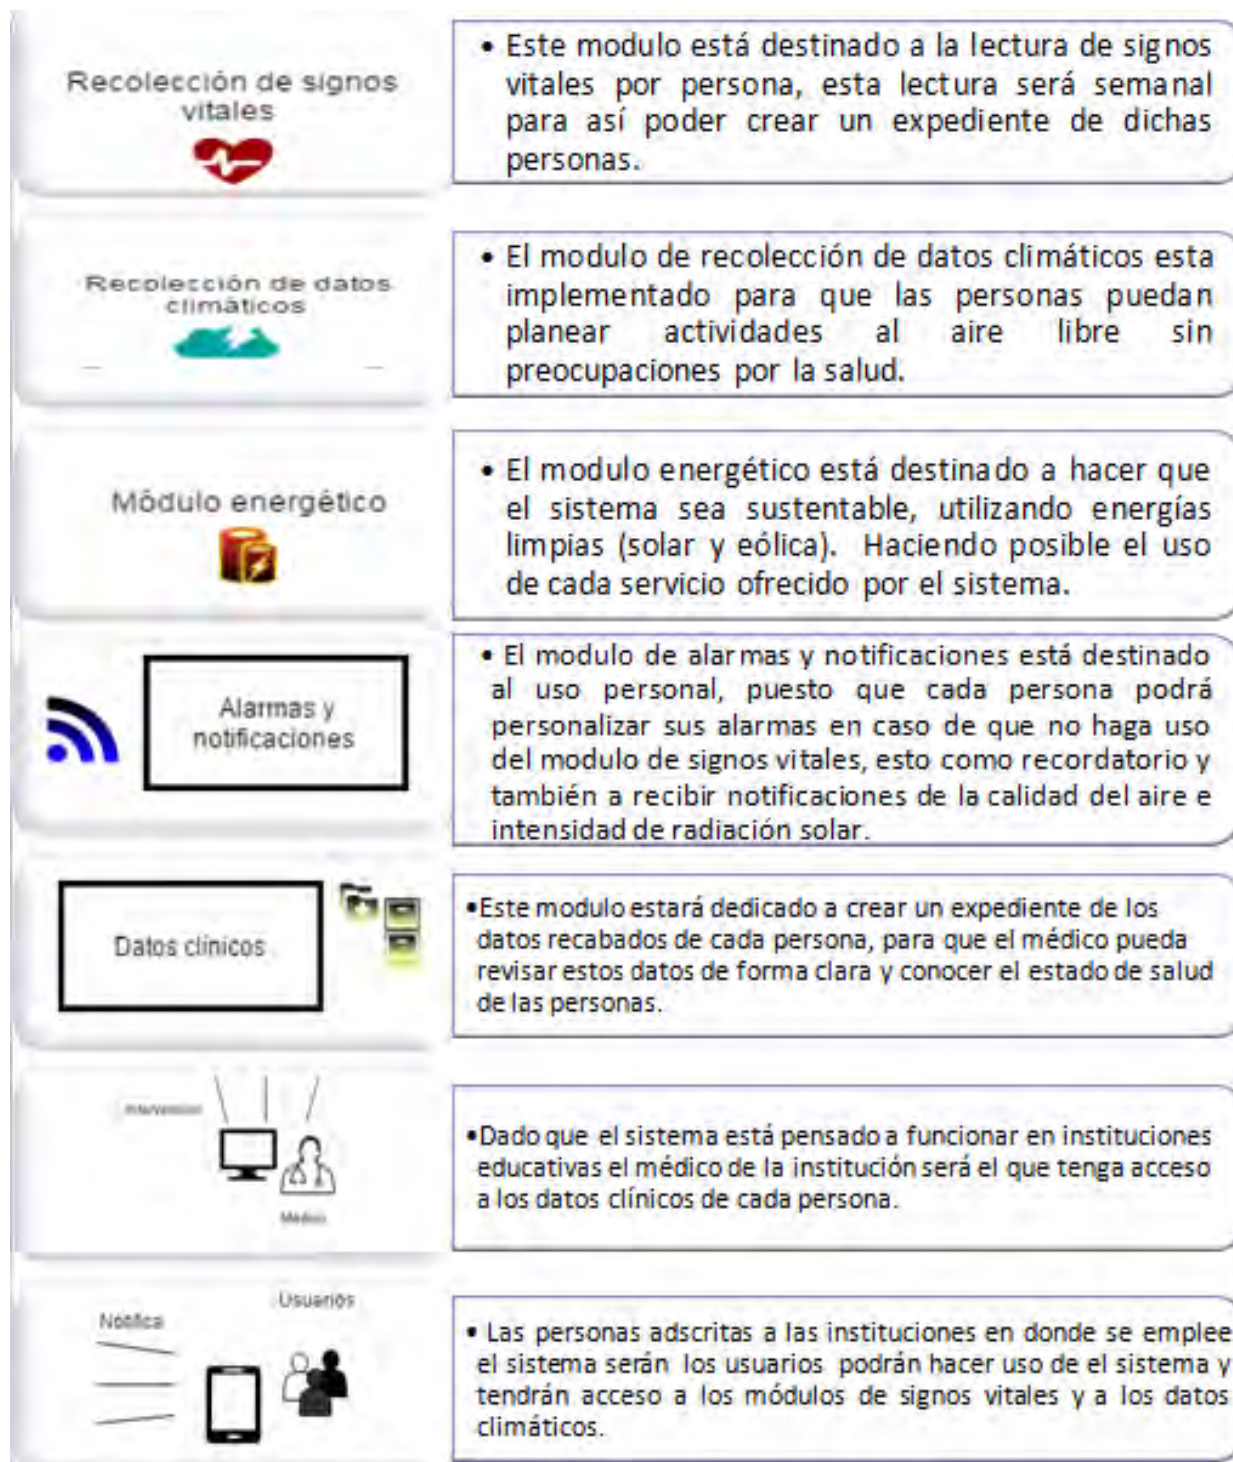 Recolección de signos
vitales
• Este modulo está destinado a la lectura de signos
vitales por persona, esta lectura será semanal
para así poder crear un expediente de dichas
personas.
Recolección de datos
climáticos
• El modulo de recolección de datos climáticos esta
implementado para que las personas puedan
planear actividades al aire libre sin
preocupaciones por la salud.
Módulo energético
• El modulo energético está destinado a hacer que
el sistema sea sustentable, utilizando energías
limpias (solar y eólica). Haciendo posible el uso
de cada servicio ofrecido por el sistema.
Alarmas y
notificaciones
• El modulo de alarmas y notificaciones está destinado
al uso personal, puesto que cada persona podrá
personalizar sus alarmas en caso de que no haga uso
del modulo de signos vitales, esto como recordatorio y
también a recibir notificaciones de la calidad del aire e
intensidad de radiación solar.
Datos clínicos
•Este modulo estará dedicado a crear un expediente de los
datos recabados de cada persona, para que el médico pueda
revisar estos datos de forma clara y conocer el estado de salud
de las personas.
Médico
•Dado que el sistema está pensado a funcionar en instituciones
educativas el médico de la institución será el que tenga acceso
a los datos clínicos de cada persona.
Usuarios
Notifica
• Las personas adscritas a las instituciones en donde se emplee
el sistema serán los usuarios podrán hacer uso de el sistema y
tendrán acceso a los módulos de signos vitales y a los datos
climáticos.